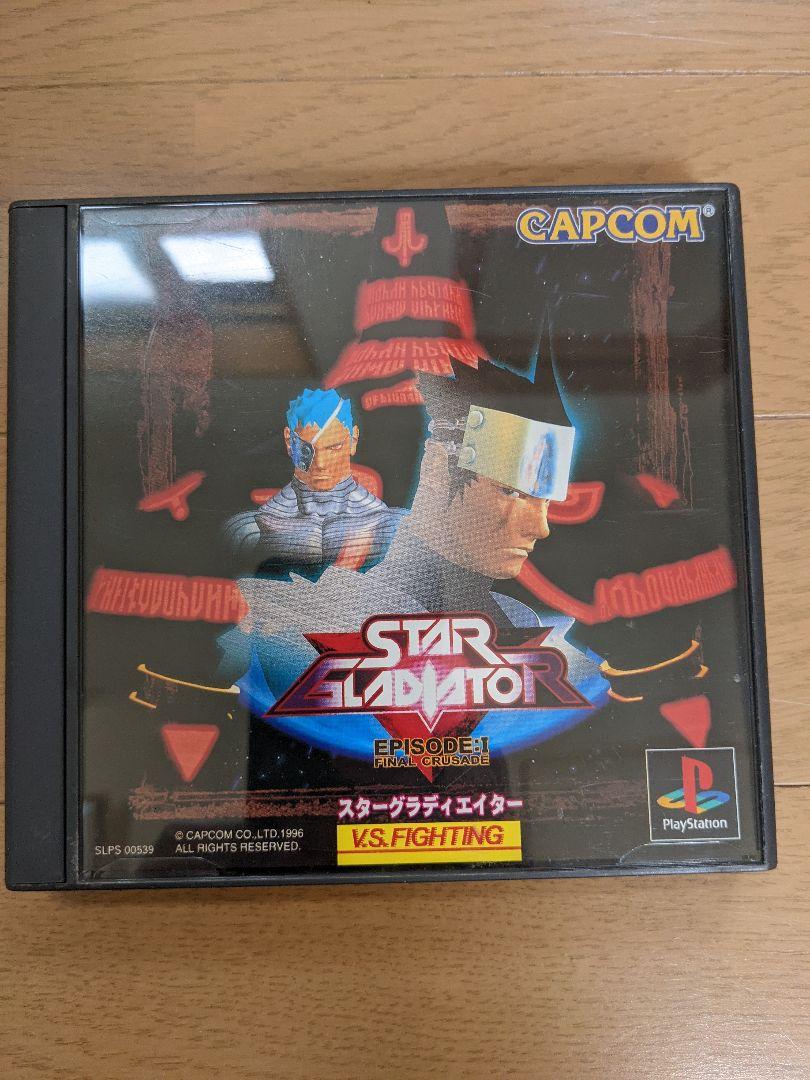 CAPCOM®
STAR
GLADIATOR
EPISODE:I
FINAL CRUSADE
スターグラディエイター
V.S. FIGHTING
SLPS 00539
© CAPCOM CO.,LTD.1996
ALL RIGHTS RESERVED.
PlayStation